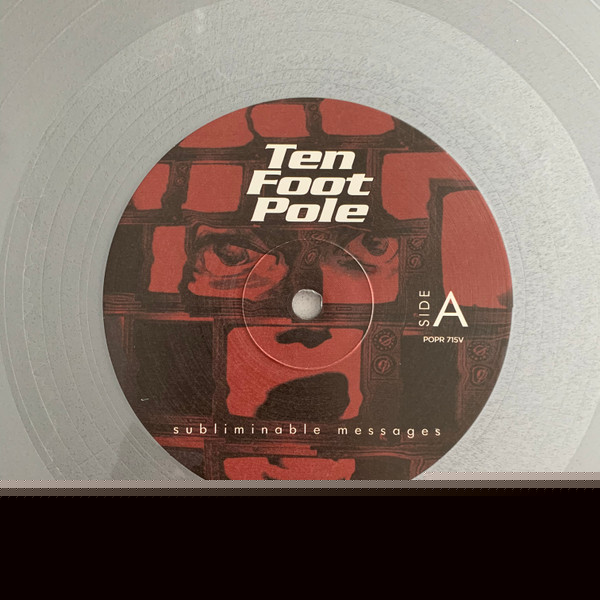 Ten
Foot
Pole
SIDE A
POPR 715V
subliminable messages